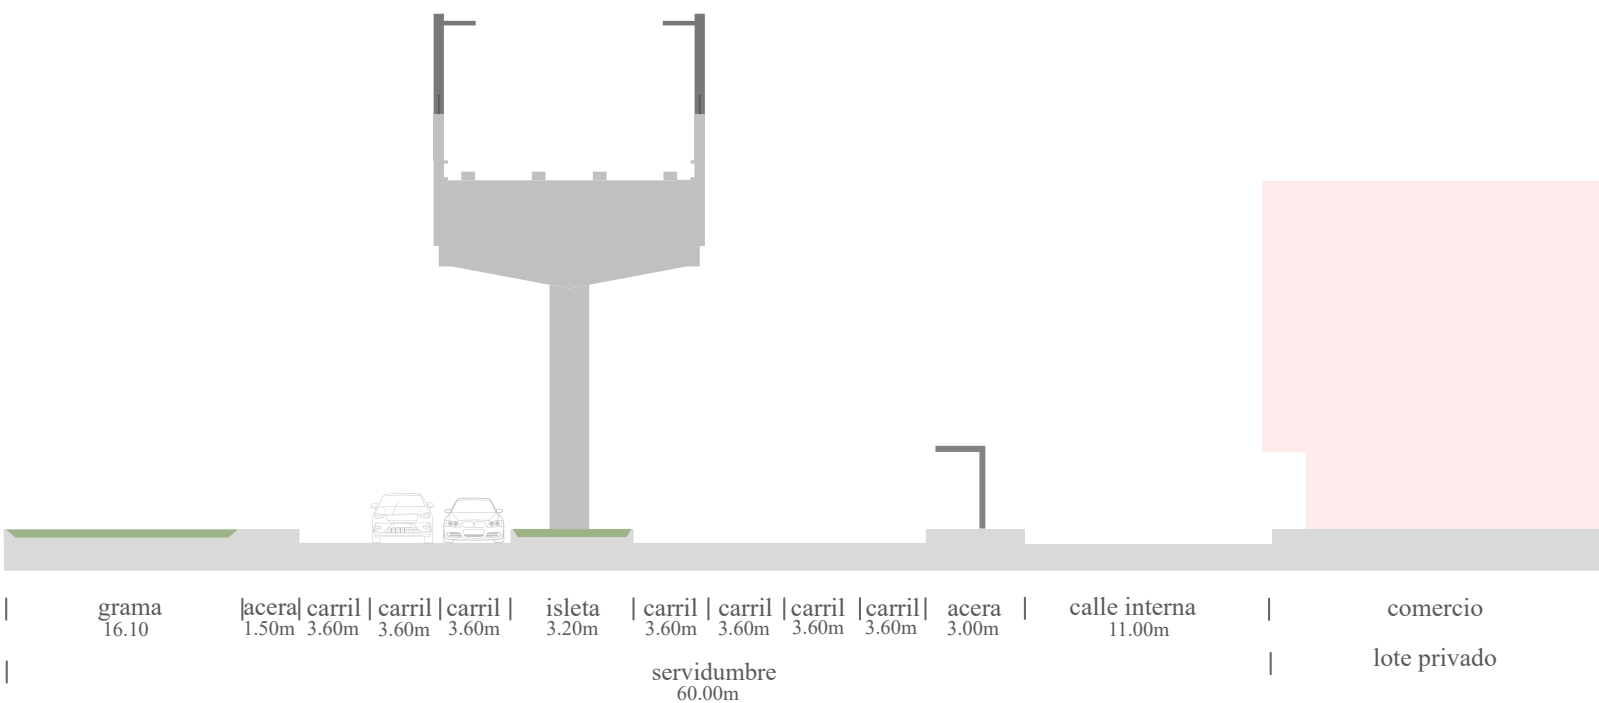 grama
16.10
acera
1.50m
carril
3.60m
carril
3.60m
carril
3.60m
isleta
3.20m
carril
3.60m
carril
3.60m
carril
3.60m
carril
3.60m
acera
3.00m
calle interna
11.00m
comercio
servidumbre
60.00m
lote privado